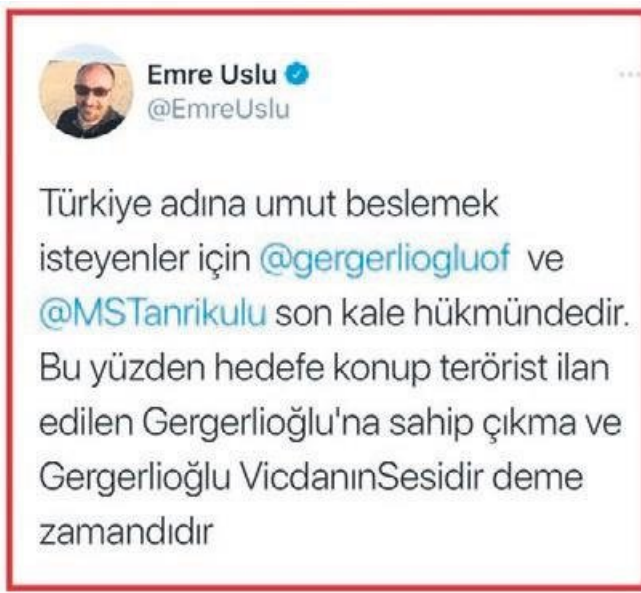 Emre Uslu
@EmreUslu
Türkiye adına umut beslemek
isteyenler için @gergerliogluof ve
@MSTanrikulu son kale hükmündedir.
Bu yüzden hedefe konup terörist ilan
edilen Gergerlioğlu'na sahip çıkma ve
Gergerlioğlu VicdanınSesidir deme
zamandıdır